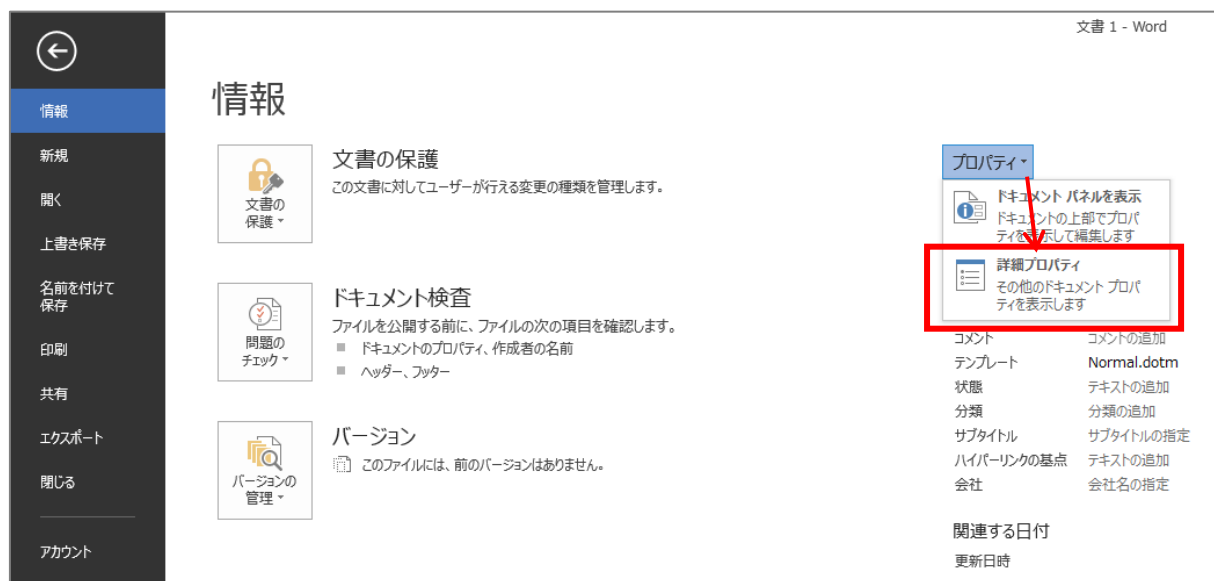 文書 1 - Word
情報
新規
開く
上書き保存
名前を付けて
保存
印刷
共有
エクスポート
閉じる
アカウント
情報
文書の
保護
文書の保護
この文書に対してユーザーが行える変更の種類を管理します。
問題の
チェック
ドキュメント検査
ファイルを公開する前に、ファイルの次の項目を確認します。
ドキュメントのプロパティ、作成者の名前
ヘッダー、フッター
バージョンの
管理
バージョン
このファイルには、前のバージョンはありません。
プロパティ
ドキュメント パネルを表示
ドキュメントの上部でプロパ
ティを表示して編集します
詳細プロパティ
その他のドキュメント プロパ
ティを表示します
コメント コメントの追加
テンプレート Normal.dotm
状態 テキストの追加
分類 分類の追加
サブタイトル サブタイトルの指定
ハイパーリンクの基点 テキストの追加
会社 会社名の指定
関連する日付
更新日時